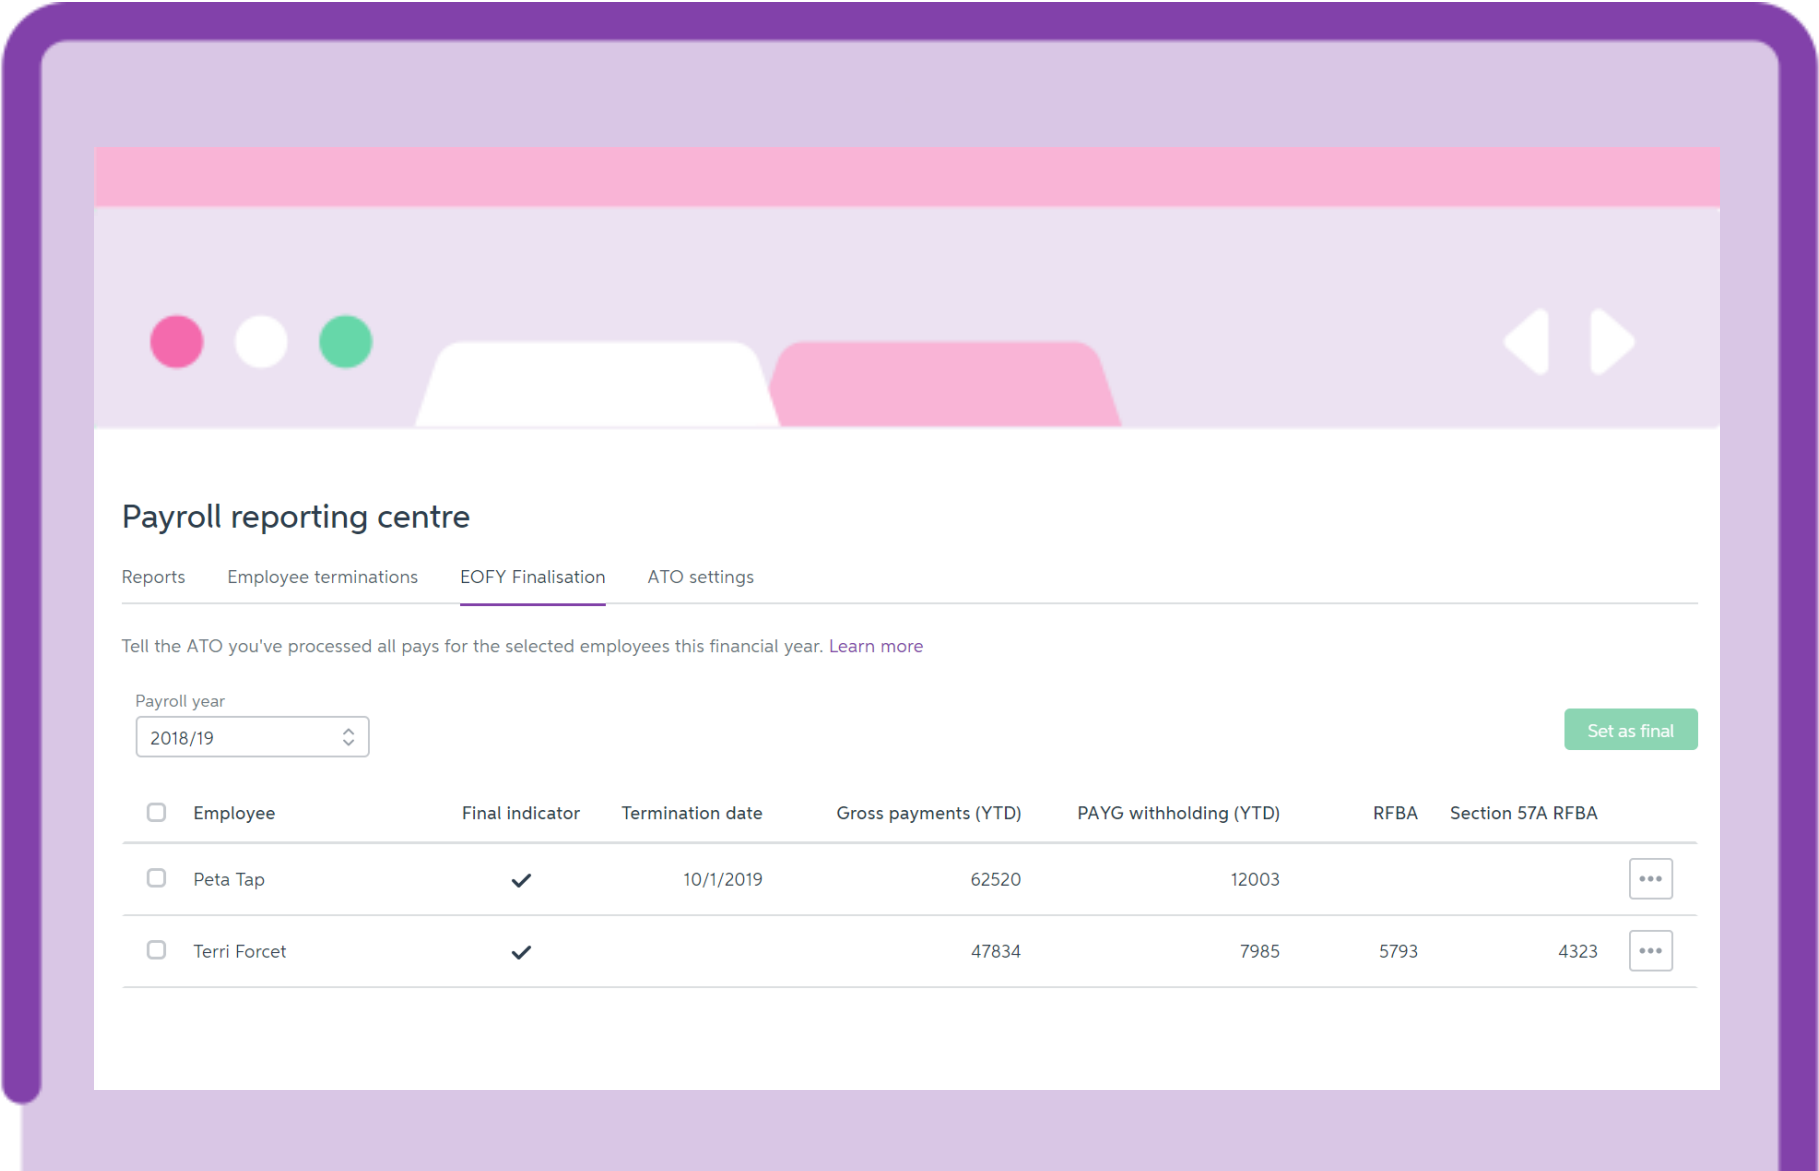 Payroll reporting centre
Reports Employee terminations EOFY Finalisation ATO settings
Tell the ATO you've processed all pays for the selected employees this financial year. Learn more
Payroll year
2018/19
Set as final
Employee Final indicator Termination date Gross payments (YTD) PAYG withholding (YTD) RFBA Section 57A RFBA
Peta Tap 10/1/2019 62520 12003
Terri Forcet 47834 7985 5793 4323